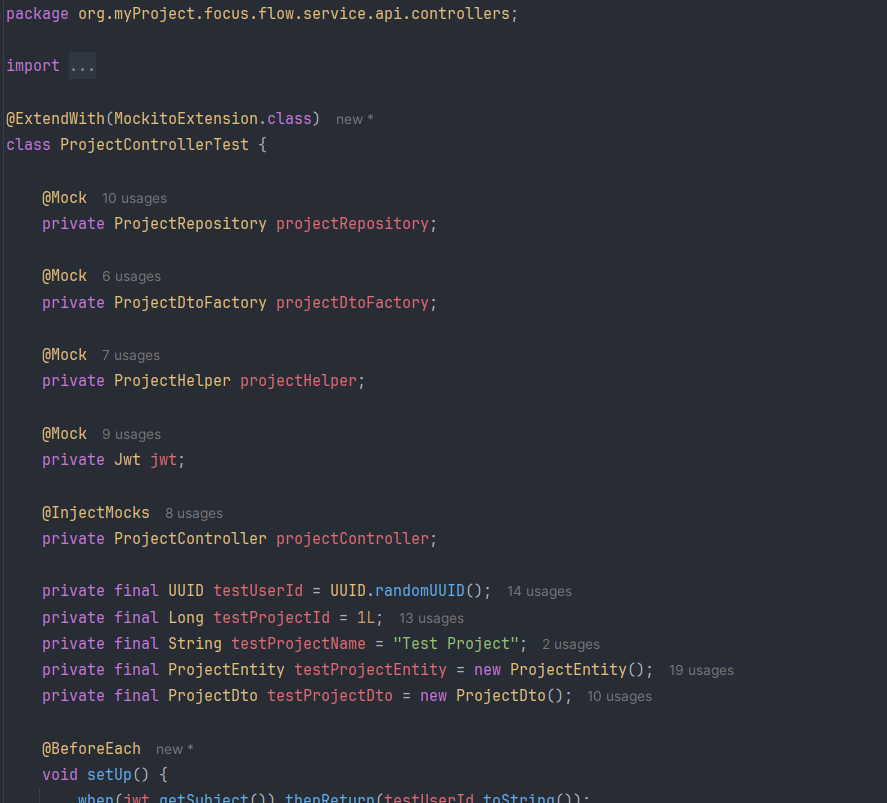 package org.myProject.focus.flow.service.api.controllers;
import ...
@ExtendWith(MockitoExtension.class) new *
class ProjectControllerTest {
@Mock 10 usages
private ProjectRepository projectRepository;
@Mock 6 usages
private ProjectDtoFactory projectDtoFactory;
@Mock 7 usages
private ProjectHelper projectHelper;
@Mock 9 usages
private Jwt jwt;
@InjectMocks 8 usages
private ProjectController projectController;
private final UUID testUserId = UUID.randomUUID(); 14 usages
private final Long testProjectId = 1L; 13 usages
private final String testProjectName = "Test Project"; 2 usages
private final ProjectEntity testProjectEntity = new ProjectEntity(); 19 usages
private final ProjectDto testProjectDto = new ProjectDto(); 10 usages
@BeforeEach new *
void setUp() {
when(jwt.getSubject()).thenReturn(testUserId.toString());